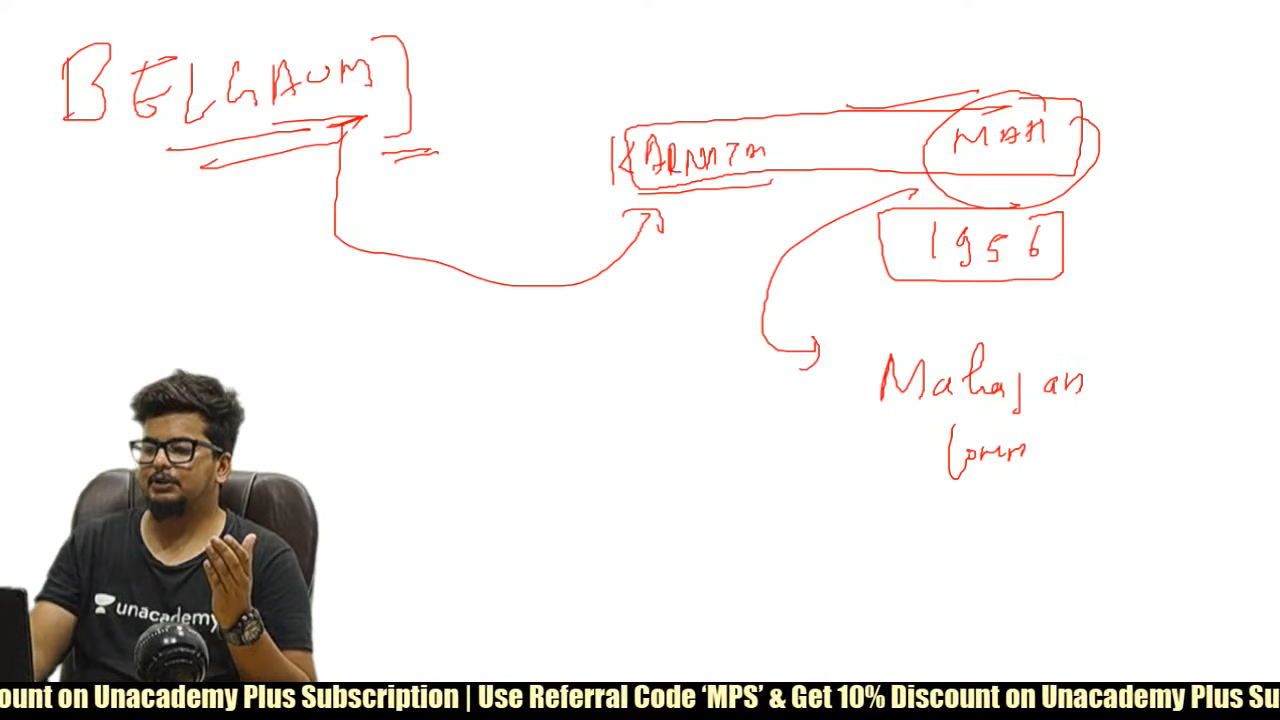 BELGAUM]
KARNATA
MAH
1956
Mahajan
Comm
unacademy
ount on Unacademy Plus Subscription | Use Referral Code ‘MPS’ & Get 10% Discount on Unacademy Plus Su